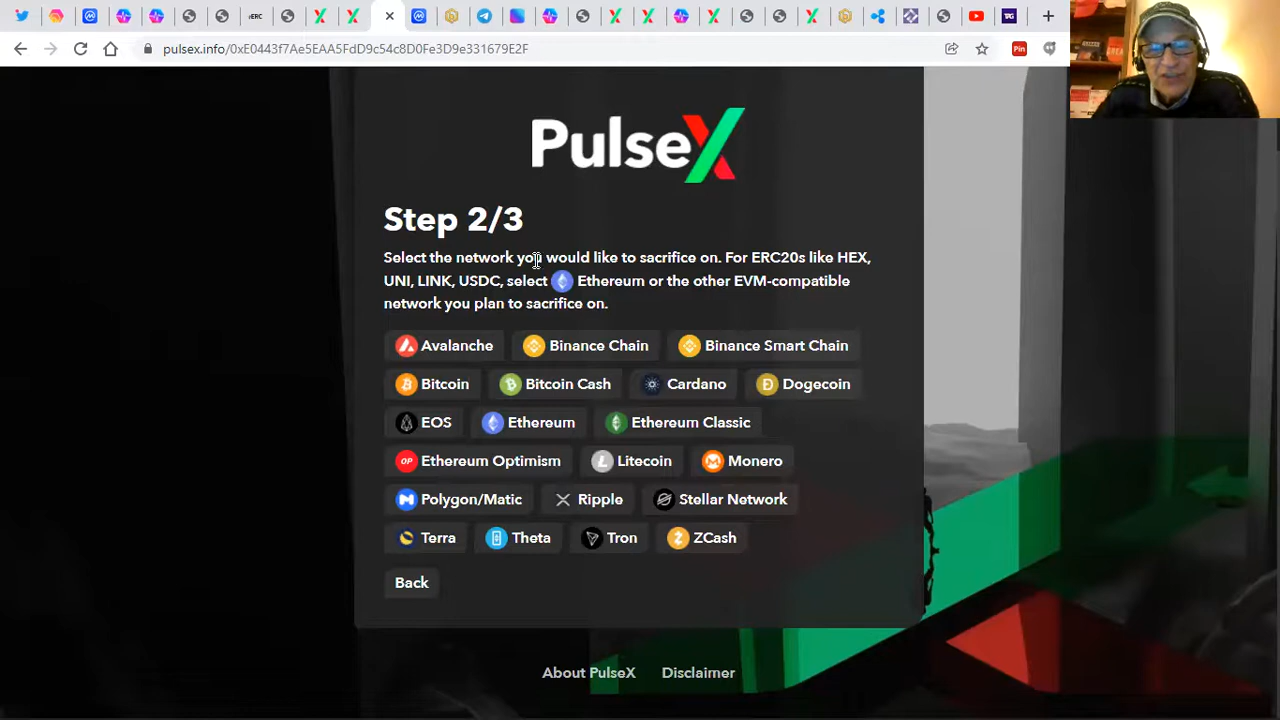 ERC
pulsex.info/0xE0443f7Ae5EAA5FdD9c54c8D0Fe3D9e331679E2F
Pin
PulseX
Step 2/3
Select the network you would like to sacrifice on. For ERC20s like HEX,
UNI, LINK, USDC, select Ethereum or the other EVM-compatible
network you plan to sacrifice on.
Avalanche Binance Chain Binance Smart Chain
Bitcoin Bitcoin Cash Cardano Dogecoin
EOS Ethereum Ethereum Classic
OP Ethereum Optimism Litecoin Monero
Polygon/Matic Ripple Stellar Network
Terra Theta Tron ZCash
Back
About PulseX Disclaimer